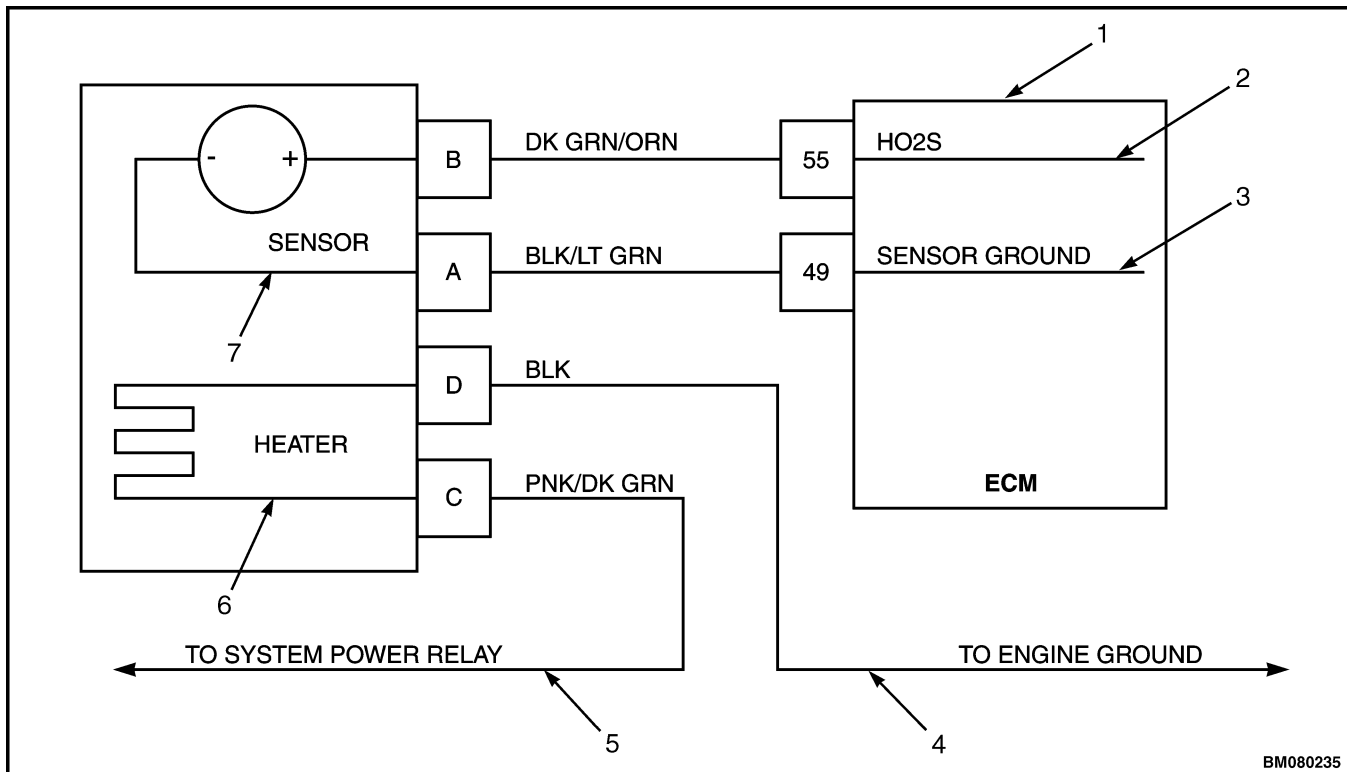 1
2
B
DK GRN/ORN
55
HO2S
- +
3
SENSOR
A
BLK/LT GRN
49
SENSOR GROUND
7
D
BLK
HEATER
C
PNK/DK GRN
ECM
6
TO SYSTEM POWER RELAY
TO ENGINE GROUND
5
4
BM080235